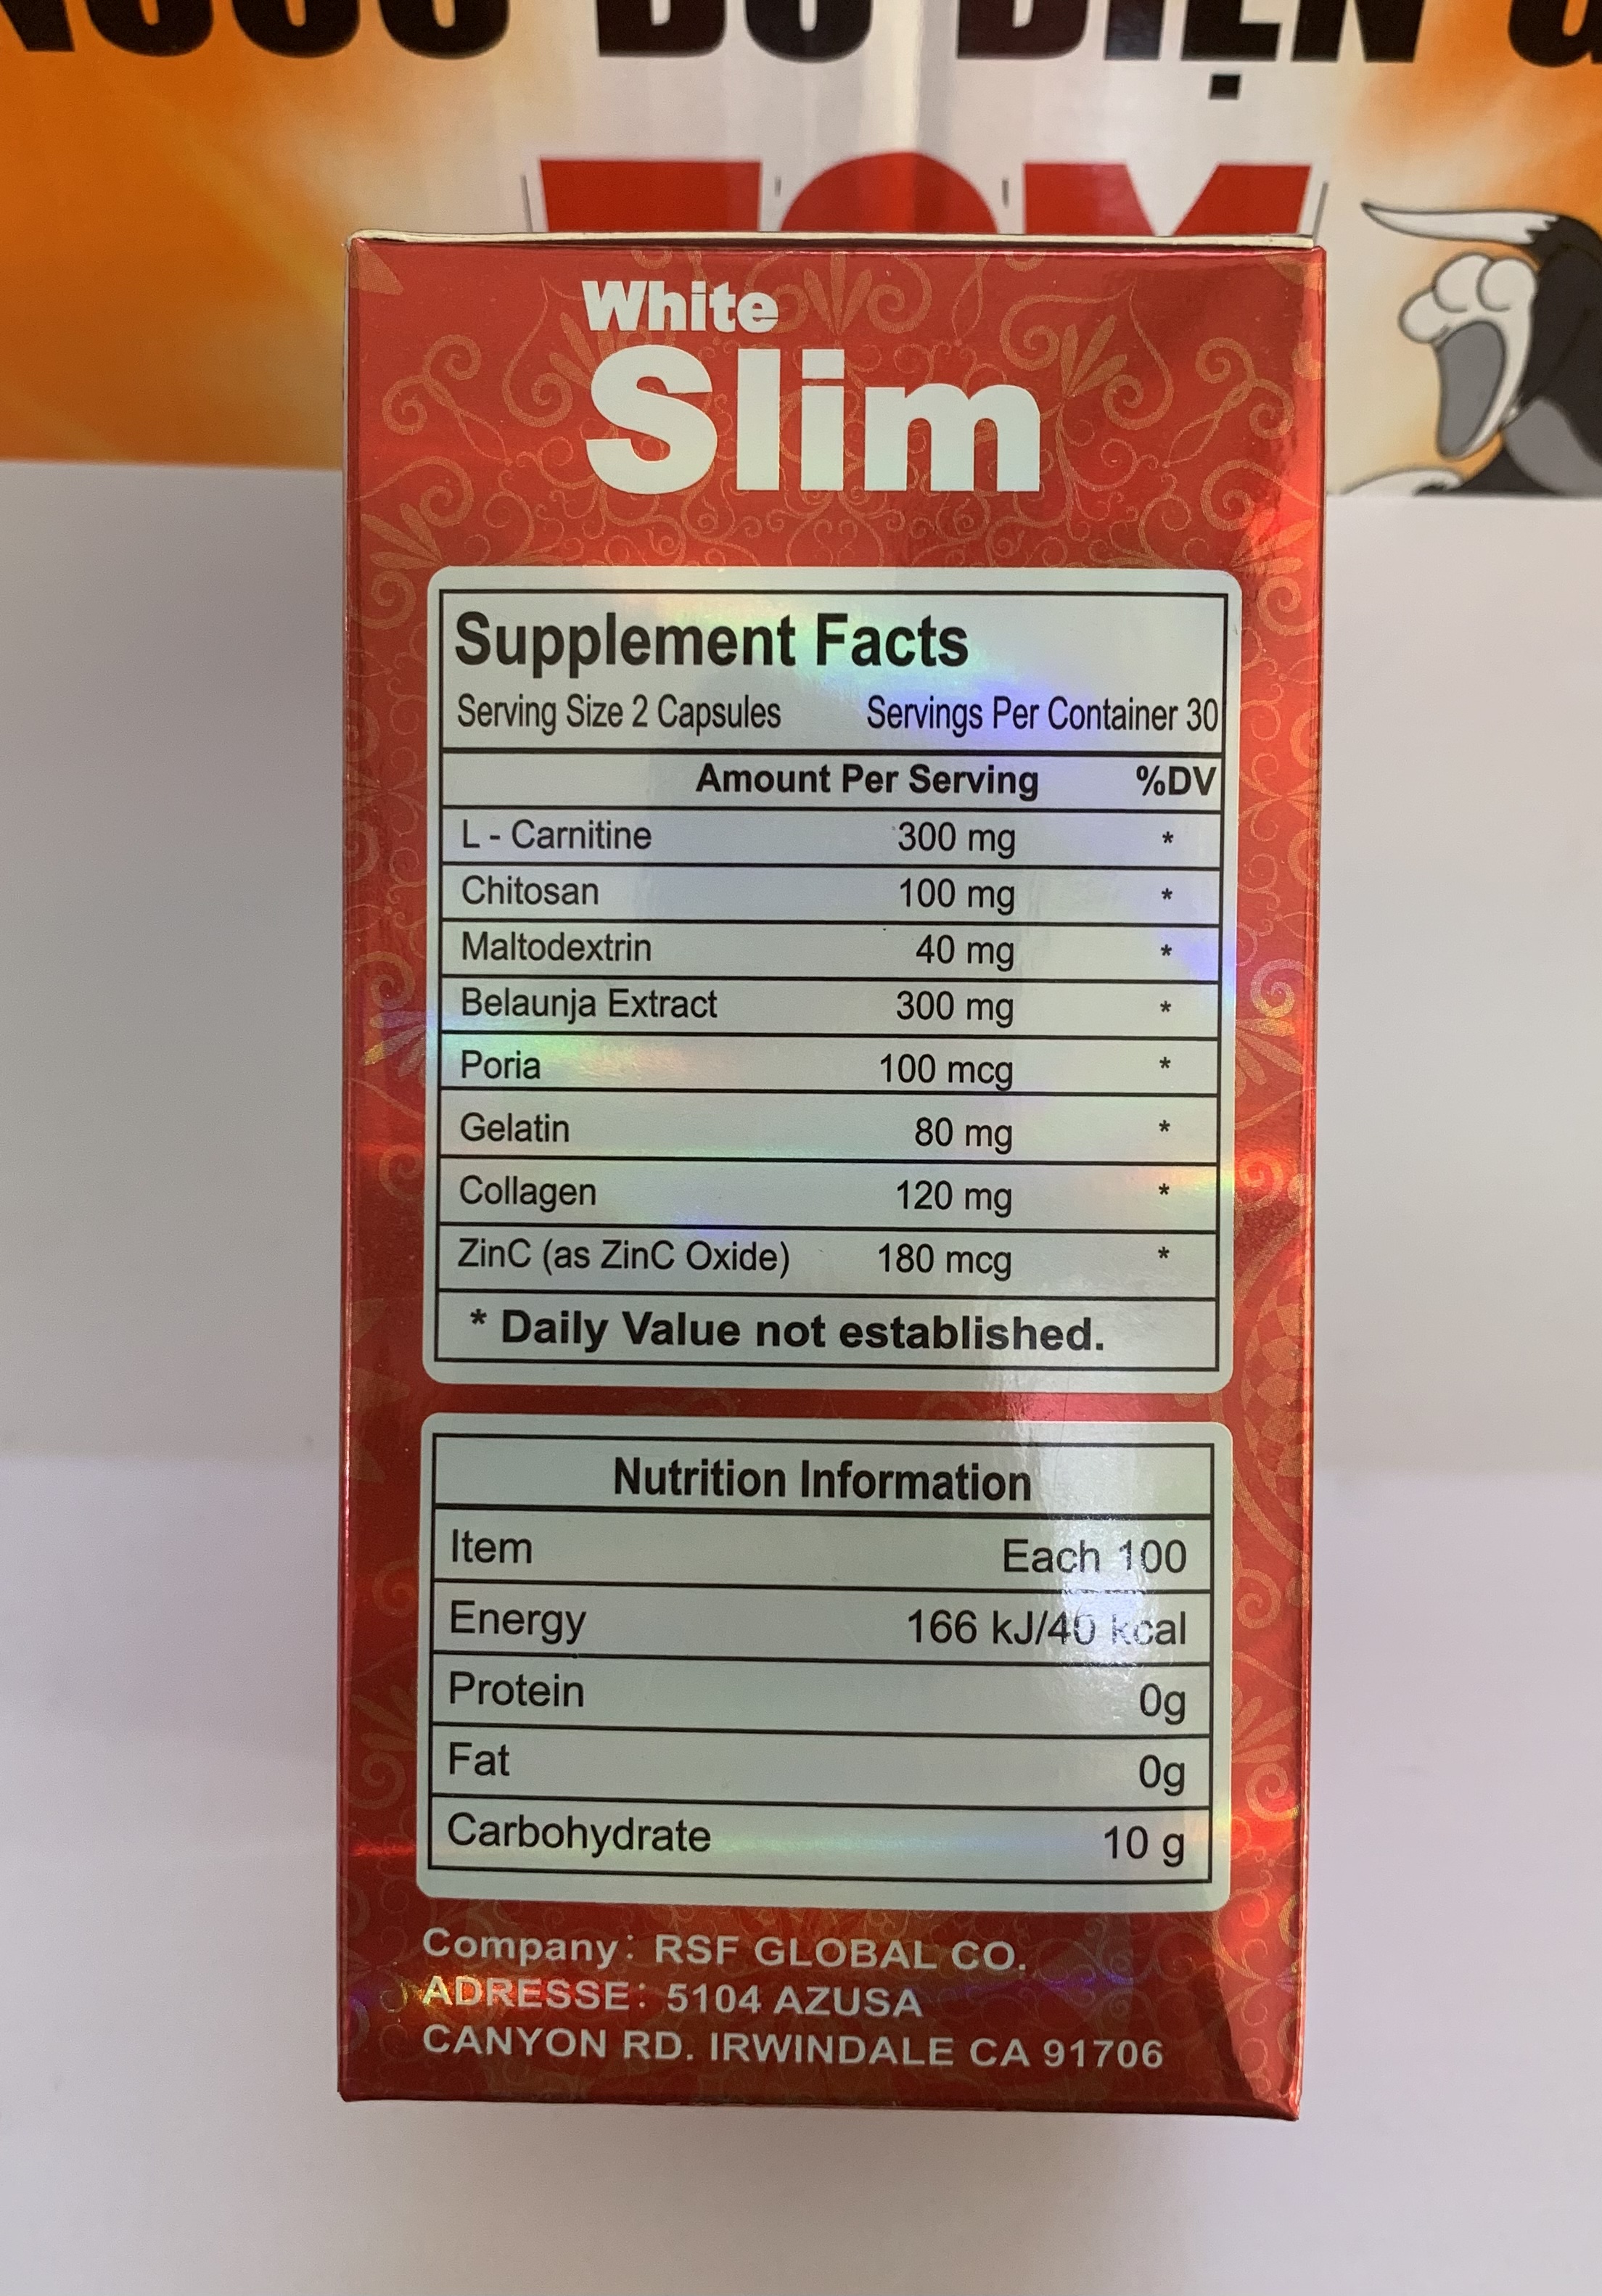 White
Slim
Supplement Facts
Serving Size 2 Capsules Servings Per Container 30
Amount Per Serving %DV
L - Carnitine 300 mg *
Chitosan 100 mg *
Maltodextrin 40 mg *
Belaunja Extract 300 mg *
Poria 100 mcg *
Gelatin 80 mg *
Collagen 120 mg *
ZinC (as ZinC Oxide) 180 mcg *
* Daily Value not established.
Nutrition Information
Item Each 100
Energy 166 kJ/40 kcal
Protein 0g
Fat 0g
Carbohydrate 10 g
Company: RSF GLOBAL CO.
ADRESSE: 5104 AZUSA
CANYON RD. IRWINDALE CA 91706